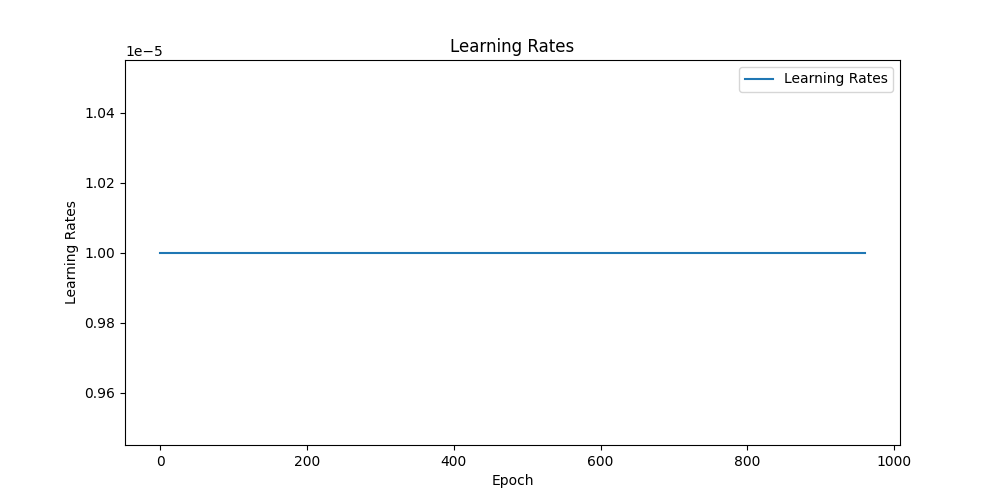 Learning Rates
1e−5
Learning Rates
1.04
1.02
1.00
0.98
0.96
Learning Rates
0
200
400
600
800
1000
Epoch